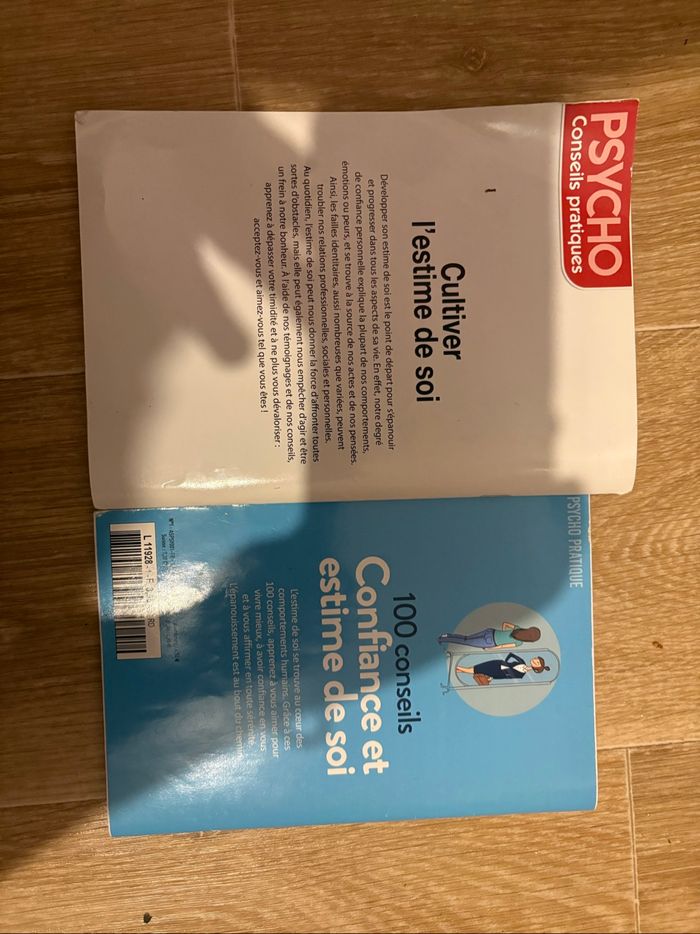 PSYCHO
Conseils pratiques
Cultiver
l'estime de soi
Développer son estime de soi est le point de départ pour s'épanouir
et progresser dans tous les aspects de sa vie. En effet, notre degré
de confiance personnelle explique la plupart de nos comportements,
émotions ou peurs, et se trouve à la source de nos actes et de nos pensées.
Ainsi, les failles identitaires, aussi nombreuses que variées, peuvent
troubler nos relations professionnelles, sociales et personnelles.
Au quotidien, l'estime de soi peut nous donner la force d'affronter toutes
sortes d'obstacles, mais elle peut également nous empêcher d'agir et être
un frein à notre bonheur. À l'aide de nos témoignages et de nos conseils,
apprenez à dépasser votre timidité et à ne plus vous dévaloriser :
acceptez-vous et aimez-vous tel que vous êtes !
PSYCHO PRATIQUE
100 conseils
Confiance et
estime de soi
L'estime de soi se trouve au cœur des
comportements humains. Grâce à ces
100 conseils, apprenez à vous aimer pour
vivre mieux, à avoir confiance en vous
et à vous affirmer en toute sérénité.
L'épanouissement est au bout du chemin.
L 11928 - 1 - F: